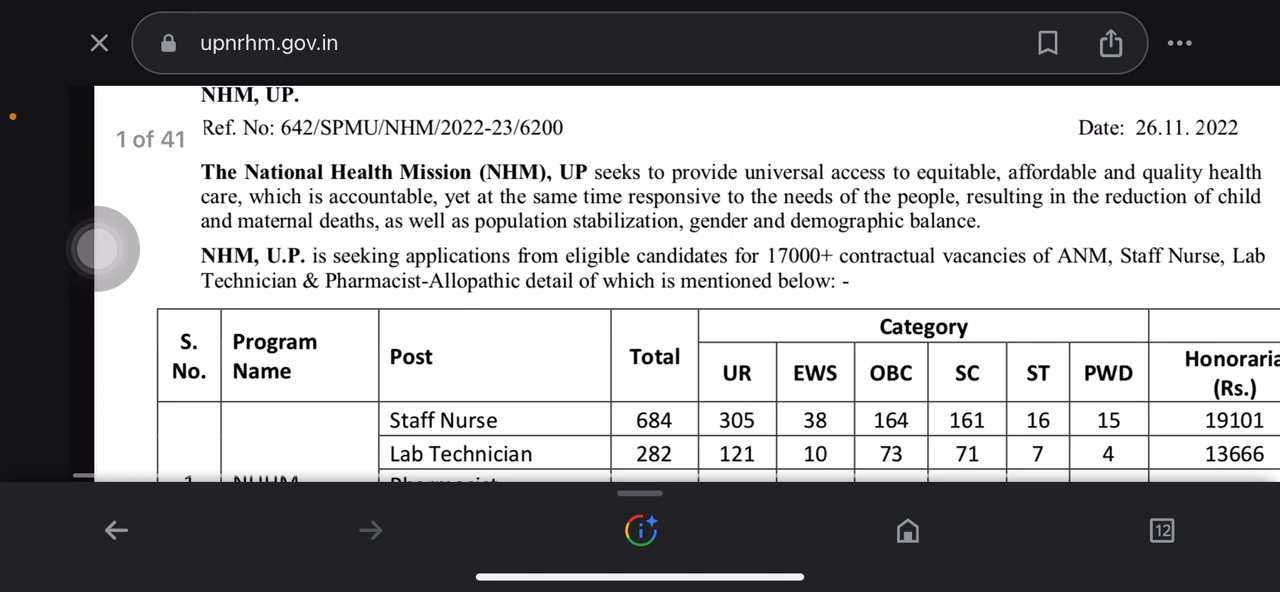 upnrhm.gov.in
NHM, UP.
1 of 41
Ref. No: 642/SPMU/NHM/2022-23/6200 Date: 26.11. 2022
The National Health Mission (NHM), UP seeks to provide universal access to equitable, affordable and quality health
care, which is accountable, yet at the same time responsive to the needs of the people, resulting in the reduction of child
and maternal deaths, as well as population stabilization, gender and demographic balance.
NHM, U.P. is seeking applications from eligible candidates for 17000+ contractual vacancies of ANM, Staff Nurse, Lab
Technician & Pharmacist-Allopathic detail of which is mentioned below: -
S. No. Program Name Post Total Category
UR EWS OBC SC ST PWD Honoraria (Rs.)
Staff Nurse 684 305 38 164 161 16 15 19101
Lab Technician 282 121 10 73 71 7 4 13666
12